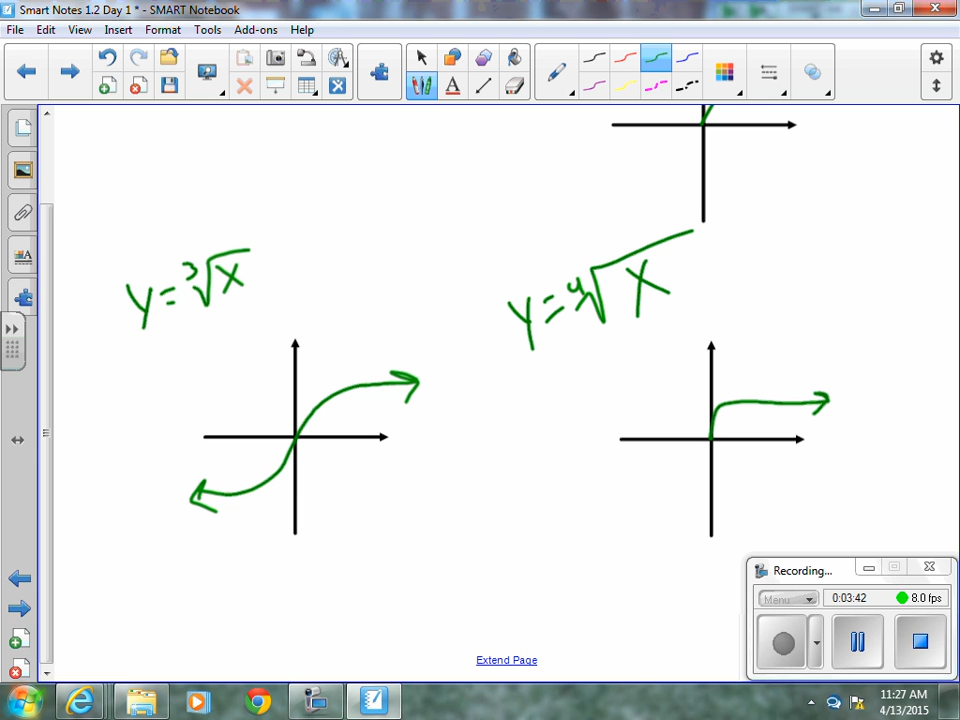 Smart Notes 1.2 Day 1 * - SMART Notebook
File Edit View Insert Format Tools Add-ons Help
y = ³√x
y = ⁴√x
Recording...
Menu
0:03:42
8.0 fps
Extend Page
11:27 AM
4/13/2015